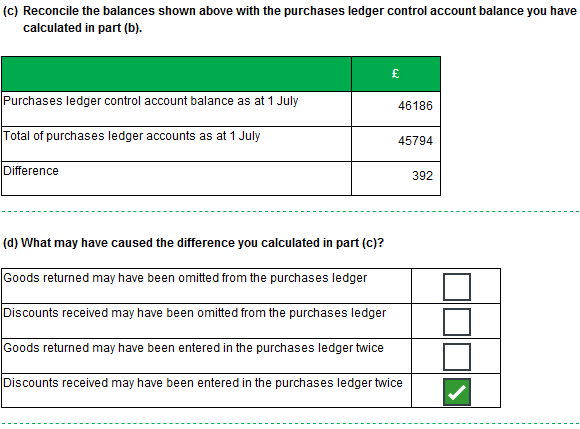 (c) Reconcile the balances shown above with the purchases ledger control account balance you have
calculated in part (b).
£
Purchases ledger control account balance as at 1 July 46186
Total of purchases ledger accounts as at 1 July 45794
Difference 392
(d) What may have caused the difference you calculated in part (c)?
Goods returned may have been omitted from the purchases ledger
Discounts received may have been omitted from the purchases ledger
Goods returned may have been entered in the purchases ledger twice
Discounts received may have been entered in the purchases ledger twice